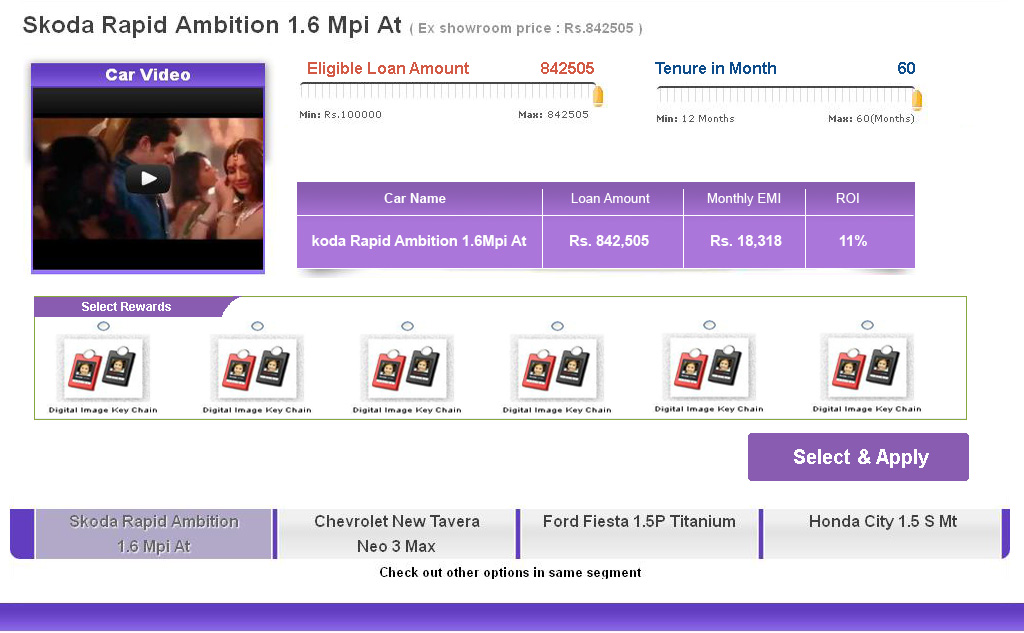 Skoda Rapid Ambition 1.6 Mpi At ( Ex showroom price : Rs.842505 )
Car Video
Eligible Loan Amount 842505
Min: Rs.100000 Max: 842505
Tenure in Month 60
Min: 12 Months Max: 60(Months)
Car Name Loan Amount Monthly EMI ROI
koda Rapid Ambition 1.6Mpi At Rs. 842,505 Rs. 18,318 11%
Select Rewards
Digital Image Key Chain Digital Image Key Chain Digital Image Key Chain Digital Image Key Chain Digital Image Key Chain Digital Image Key Chain
Select & Apply
Skoda Rapid Ambition
1.6 Mpi At
Chevrolet New Tavera
Neo 3 Max
Ford Fiesta 1.5P Titanium
Honda City 1.5 S Mt
Check out other options in same segment